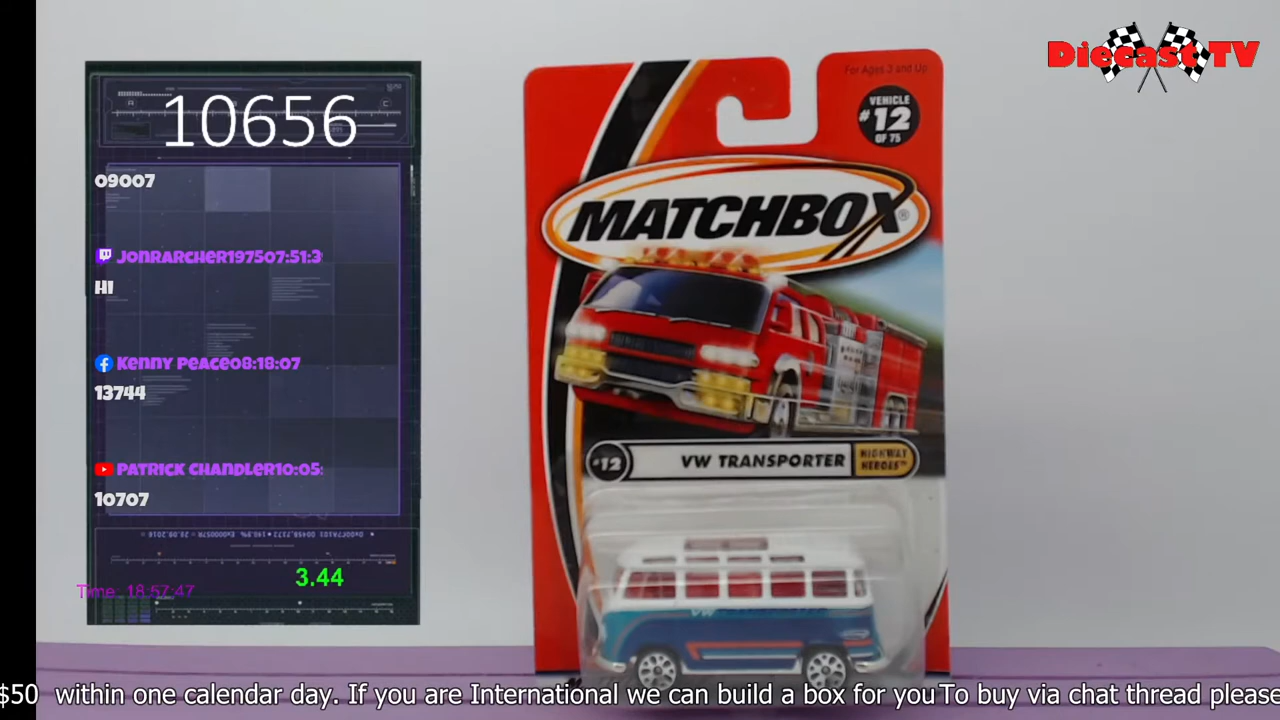 Diecast TV
10656
09007
JonRArcher197507:51:3
HI
Kenny Peace08:18:07
13744
Patrick Chandler10:05:
10707
3.44
Time: 18:57:47
For Ages 3 and Up
VEHICLE
#12
OF 75
MATCHBOX®
#12
VW TRANSPORTER
HIGHWAY
HEROES™
VW
$50 within one calendar day. If you are International we can build a box for you To buy via chat thread please